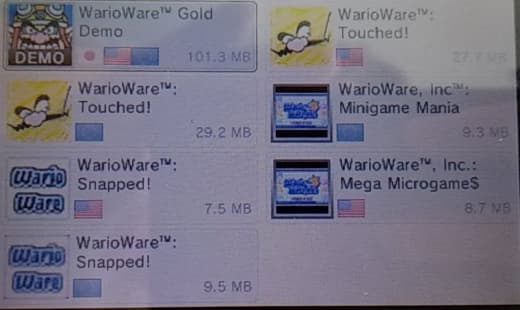 WarioWare™ Gold
Demo
DEMO
101.3 MB
WarioWare™:
Touched!
27.7 MB
WarioWare™:
Touched!
29.2 MB
WarioWare, Inc™:
Minigame Mania
9.3 MB
WarioWare™:
Snapped!
Wario
Ware
7.5 MB
WarioWare™, Inc.:
Mega Microgame$
8.7 MB
WarioWare™:
Snapped!
Wario
Ware
9.5 MB